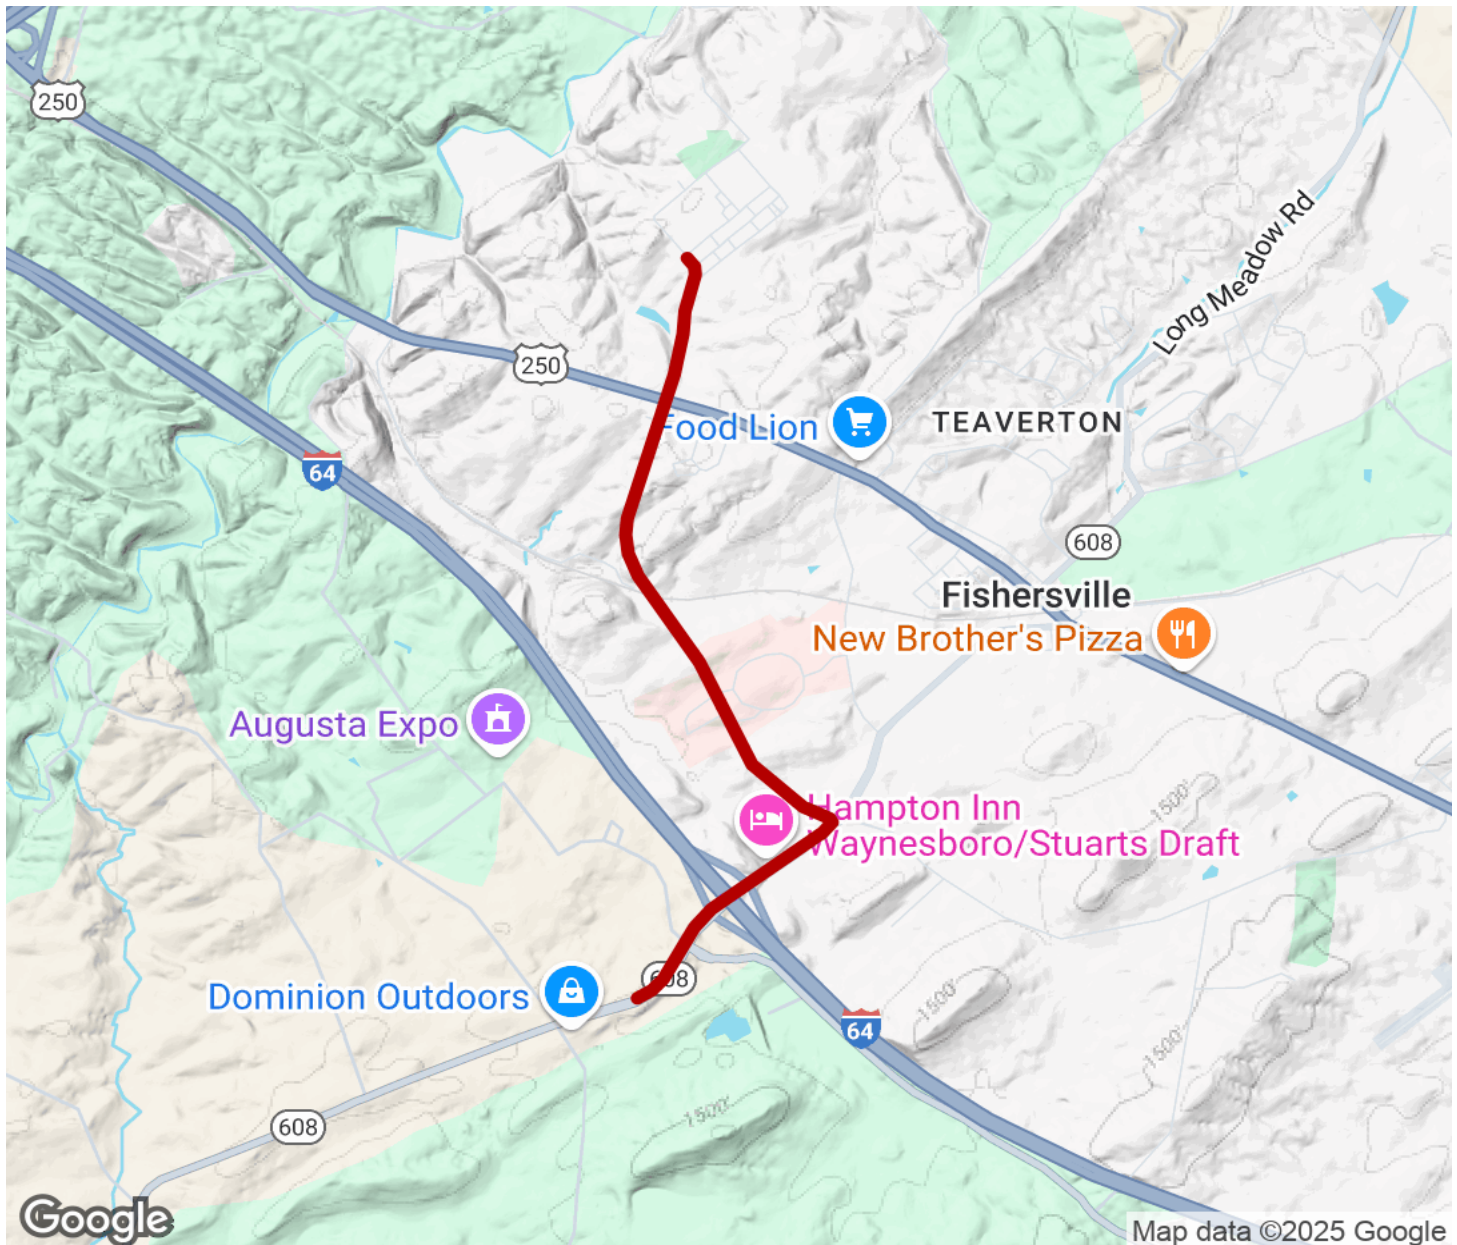 250
250
Long Meadow Rd
Food Lion
TEAVERTON
64
608
Fishersville
New Brother's Pizza
Augusta Expo
1500'
Hampton Inn
Waynesboro/Stuarts Draft
608
Dominion Outdoors
1500'
64
1500'
1500'
608
Google
Map data ©2025 Google